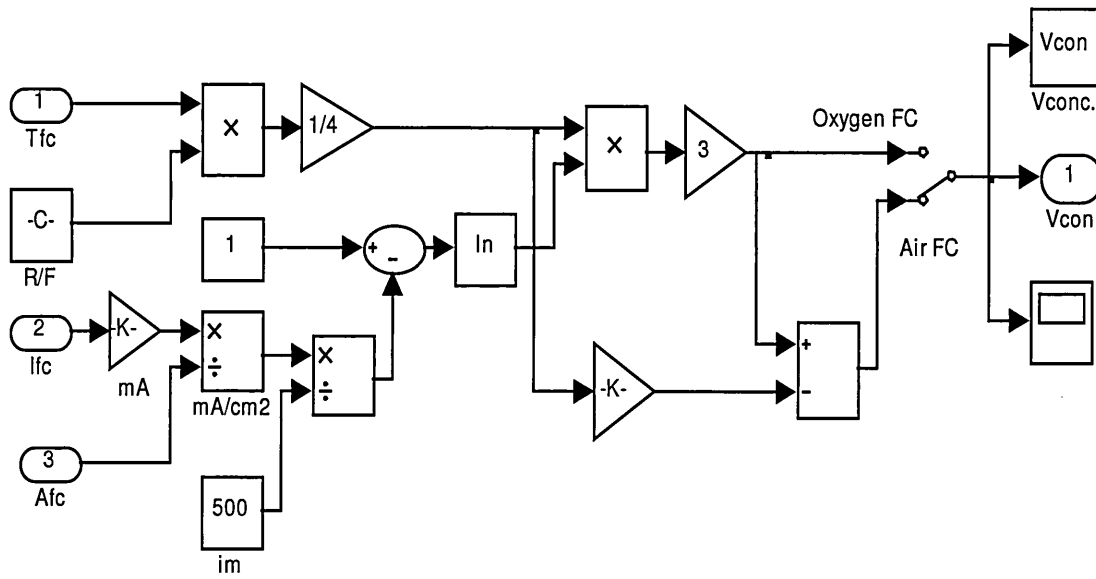 1
Tfc
-C-
R/F
×
1/4
1
+
−
ln
2
Ifc
-K-
mA
×
÷
mA/cm2
×
÷
3
Afc
500
im
×
3
-K-
+
−
Oxygen FC
Air FC
Vcon
Vconc.
1
Vcon